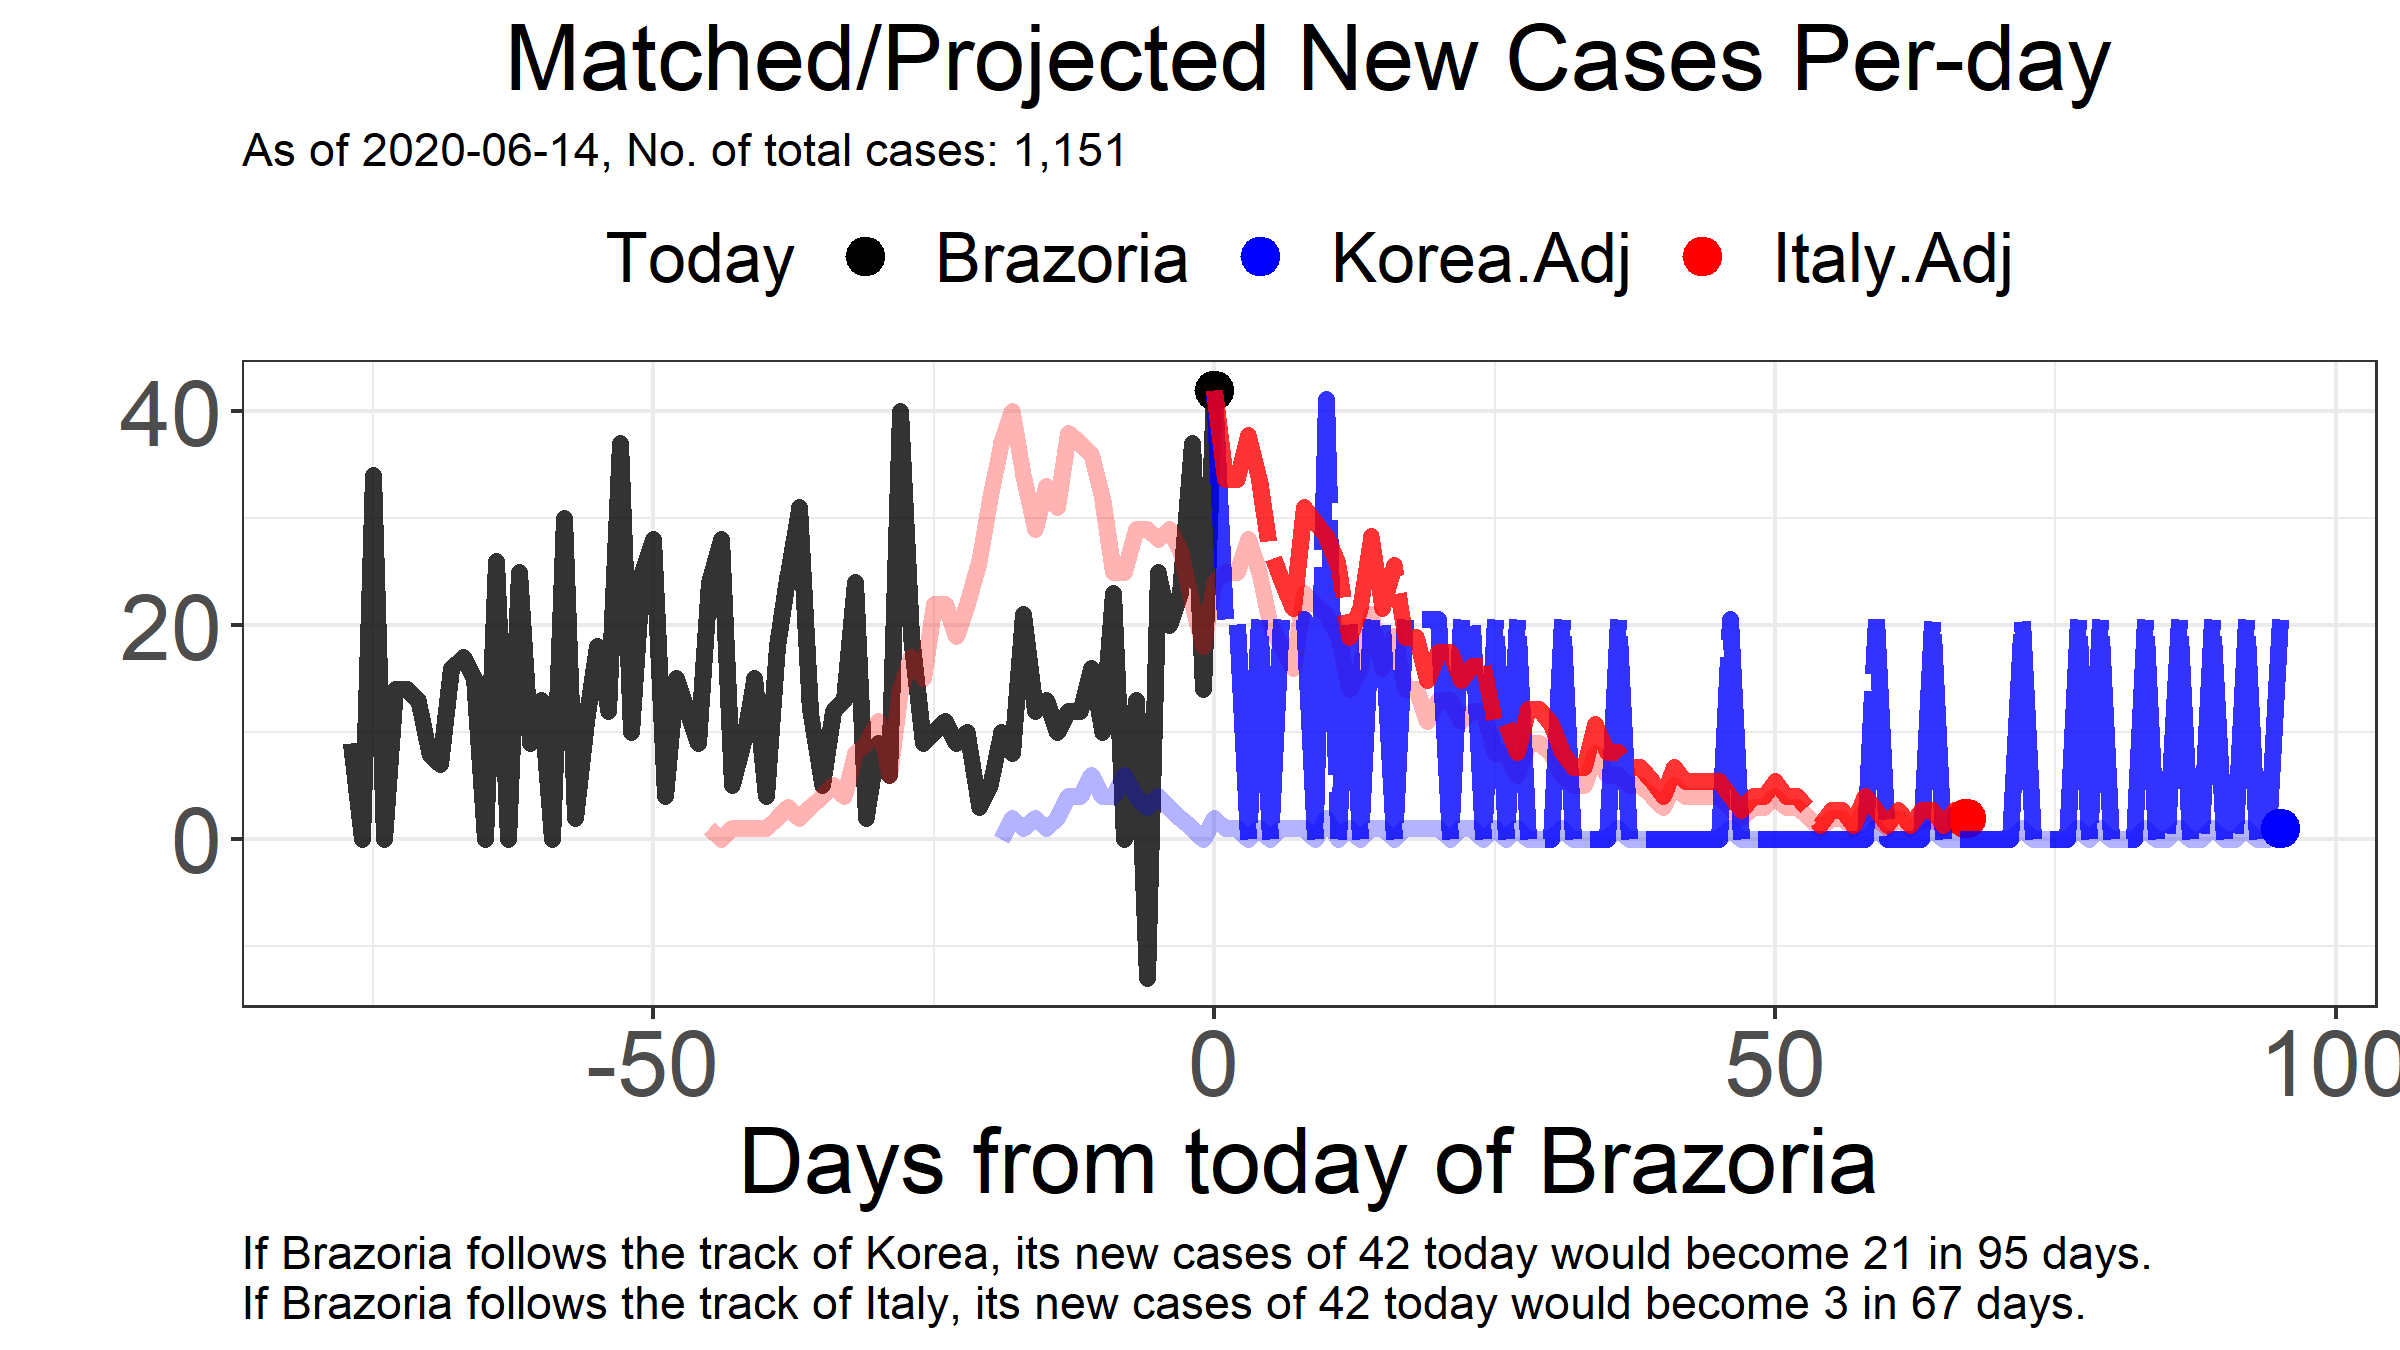 Matched/Projected New Cases Per-day
As of 2020-06-14, No. of total cases: 1,151
Today Brazoria Korea.Adj Italy.Adj
40
20
0
-50 0 50 100
Days from today of Brazoria
If Brazoria follows the track of Korea, its new cases of 42 today would become 21 in 95 days.
If Brazoria follows the track of Italy, its new cases of 42 today would become 3 in 67 days.